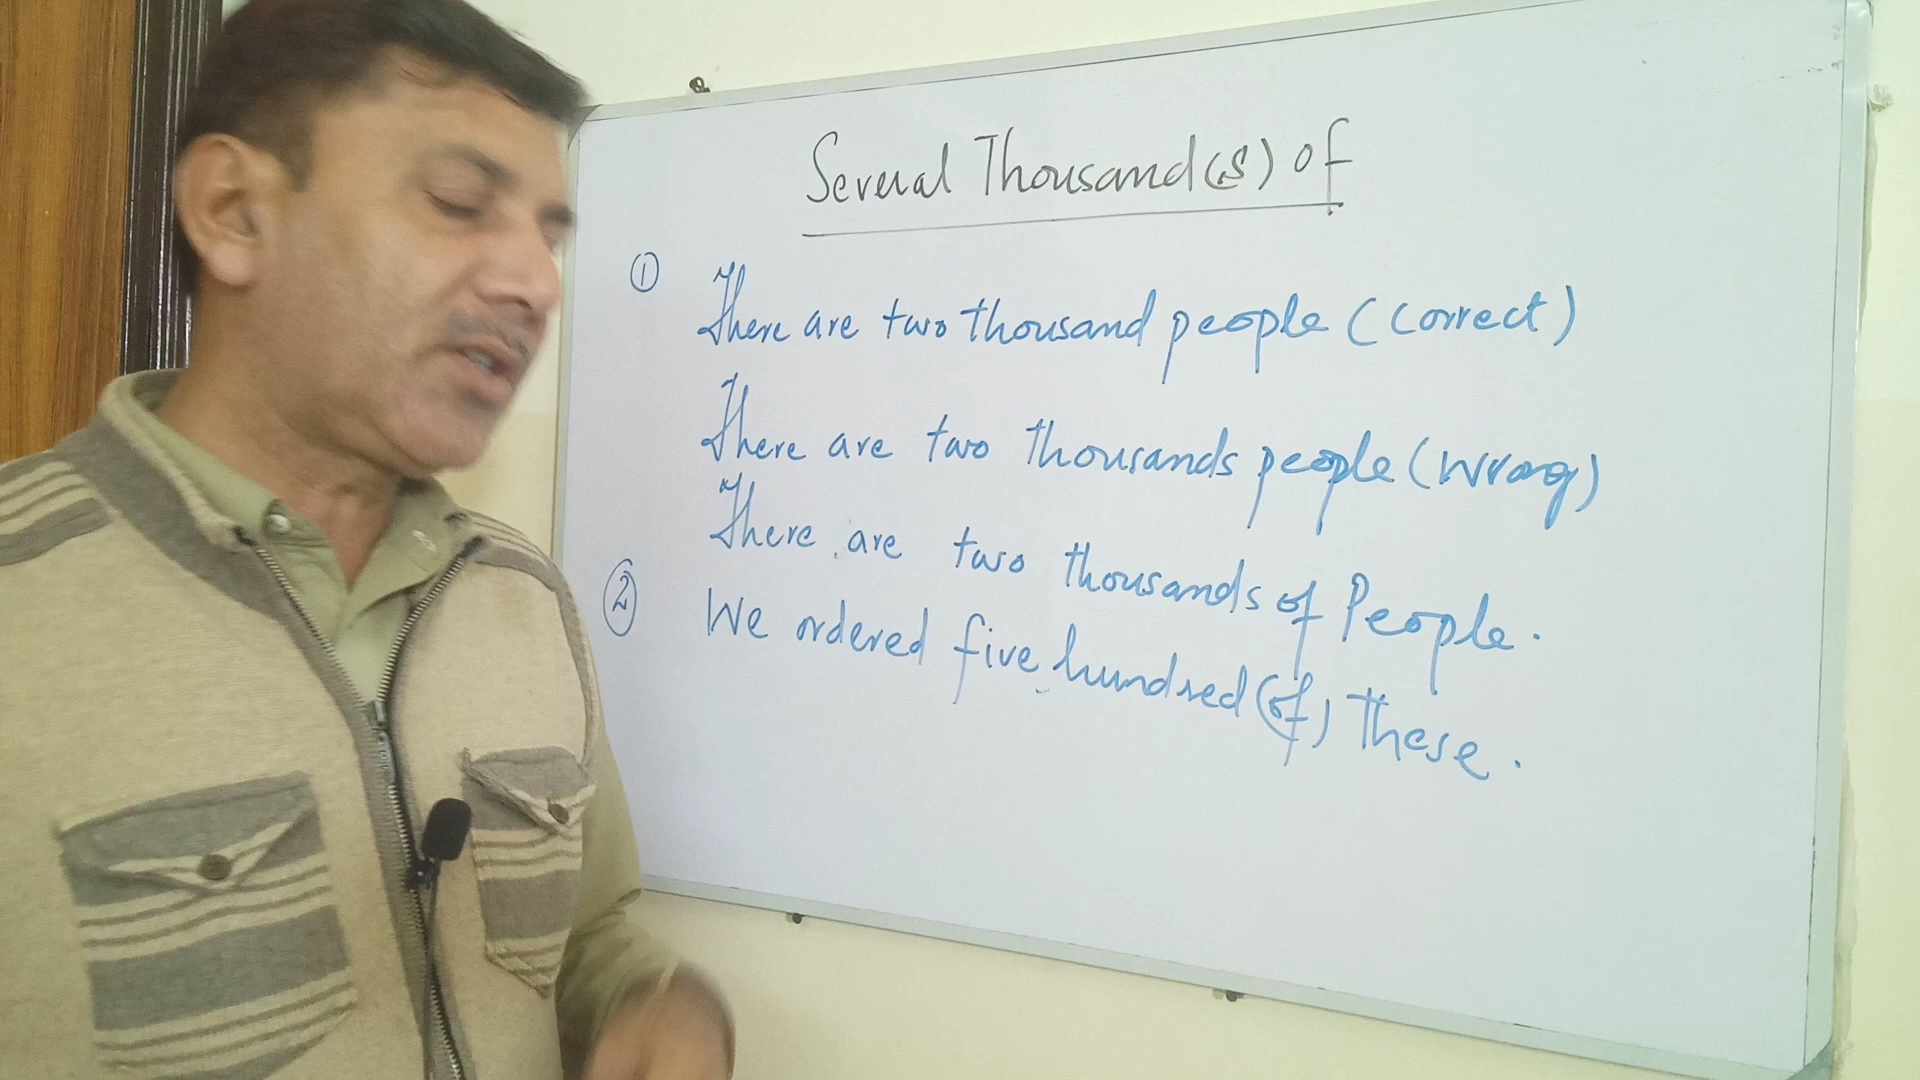 Several Thousand(s) of
① There are two thousand people (correct)
There are two thousands people (wrong)
There are two thousands of People.
② We ordered five hundred (of) these.